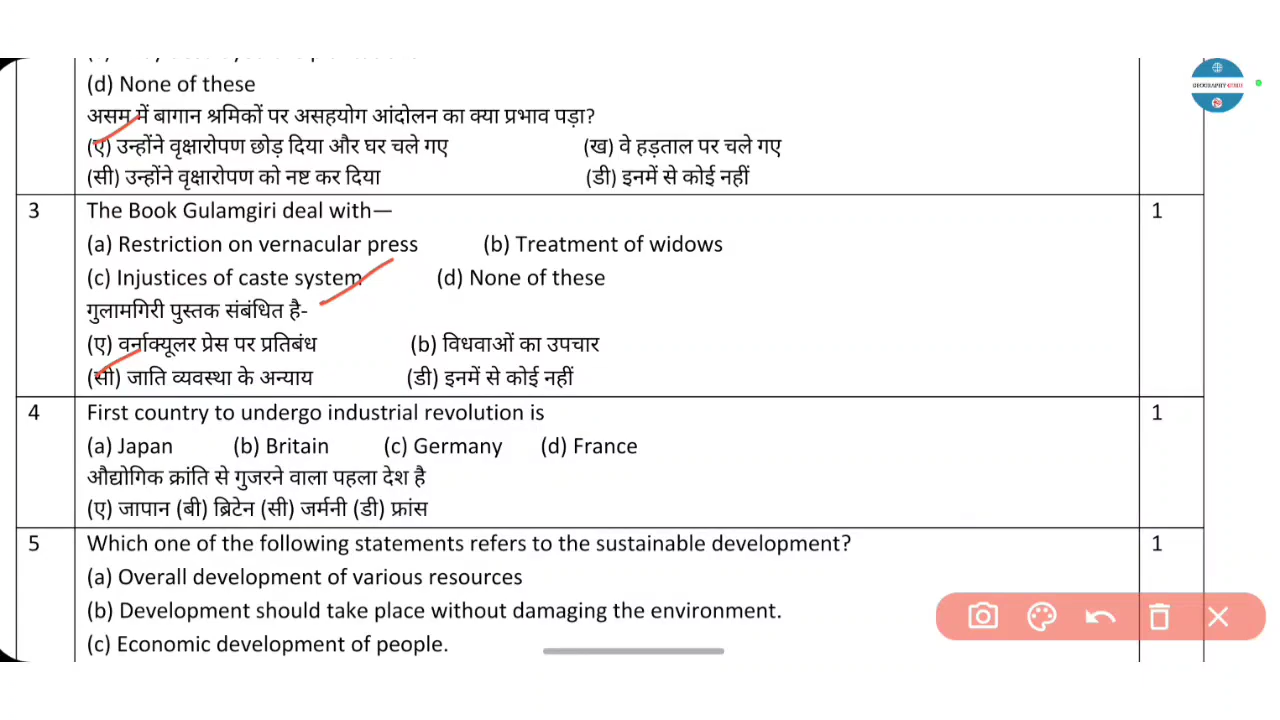 (d) None of these
असम में बागान श्रमिकों पर असहयोग आंदोलन का क्या प्रभाव पड़ा?
(ए) उन्होंने वृक्षारोपण छोड़ दिया और घर चले गए (ख) वे हड़ताल पर चले गए
(सी) उन्होंने वृक्षारोपण को नष्ट कर दिया (डी) इनमें से कोई नहीं
3 The Book Gulamgiri deal with— 1
(a) Restriction on vernacular press (b) Treatment of widows
(c) Injustices of caste system (d) None of these
गुलामगिरी पुस्तक संबंधित है-
(ए) वर्नाक्यूलर प्रेस पर प्रतिबंध (b) विधवाओं का उपचार
(सी) जाति व्यवस्था के अन्याय (डी) इनमें से कोई नहीं
4 First country to undergo industrial revolution is 1
(a) Japan (b) Britain (c) Germany (d) France
औद्योगिक क्रांति से गुजरने वाला पहला देश है
(ए) जापान (बी) ब्रिटेन (सी) जर्मनी (डी) फ्रांस
5 Which one of the following statements refers to the sustainable development? 1
(a) Overall development of various resources
(b) Development should take place without damaging the environment.
(c) Economic development of people.